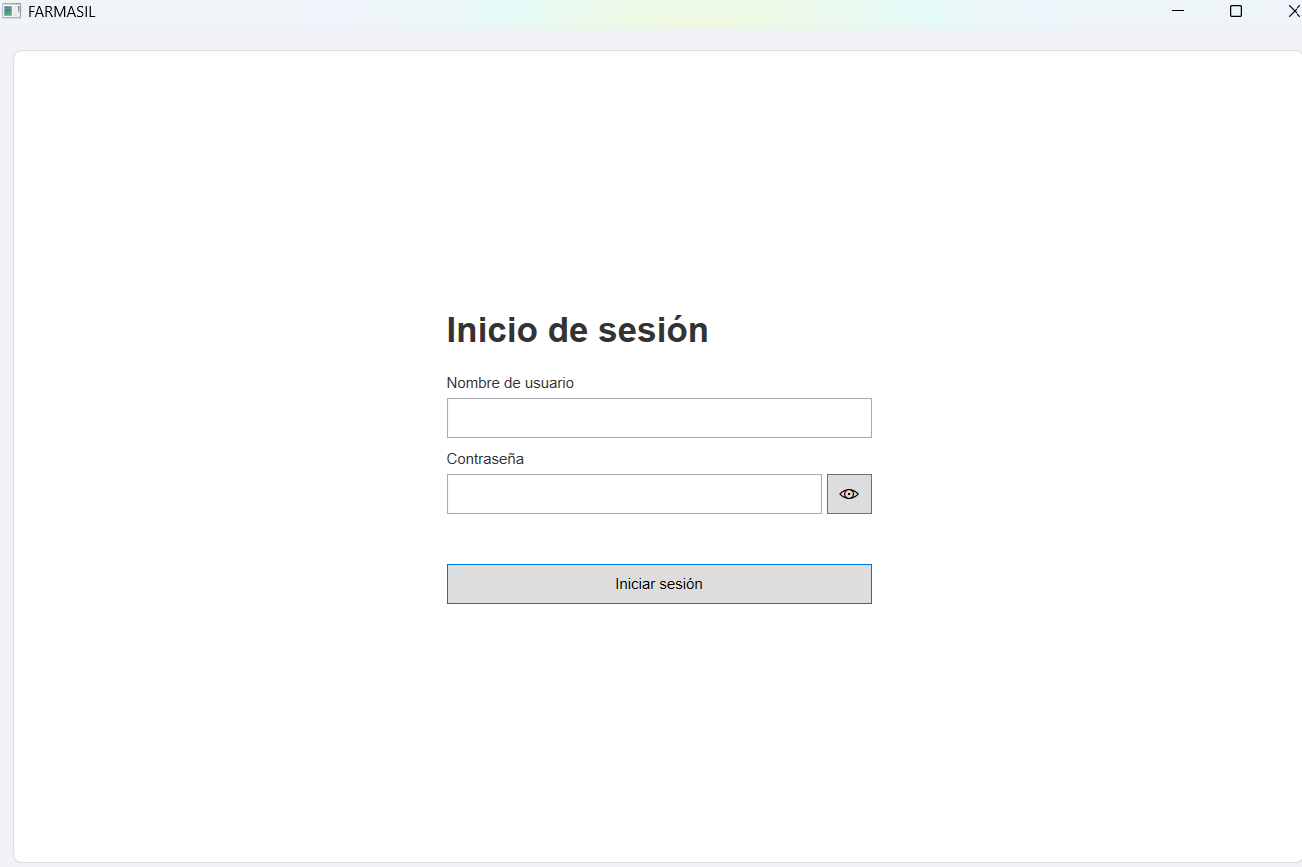 FARMASIL
Inicio de sesión
Nombre de usuario
Contraseña
Iniciar sesión